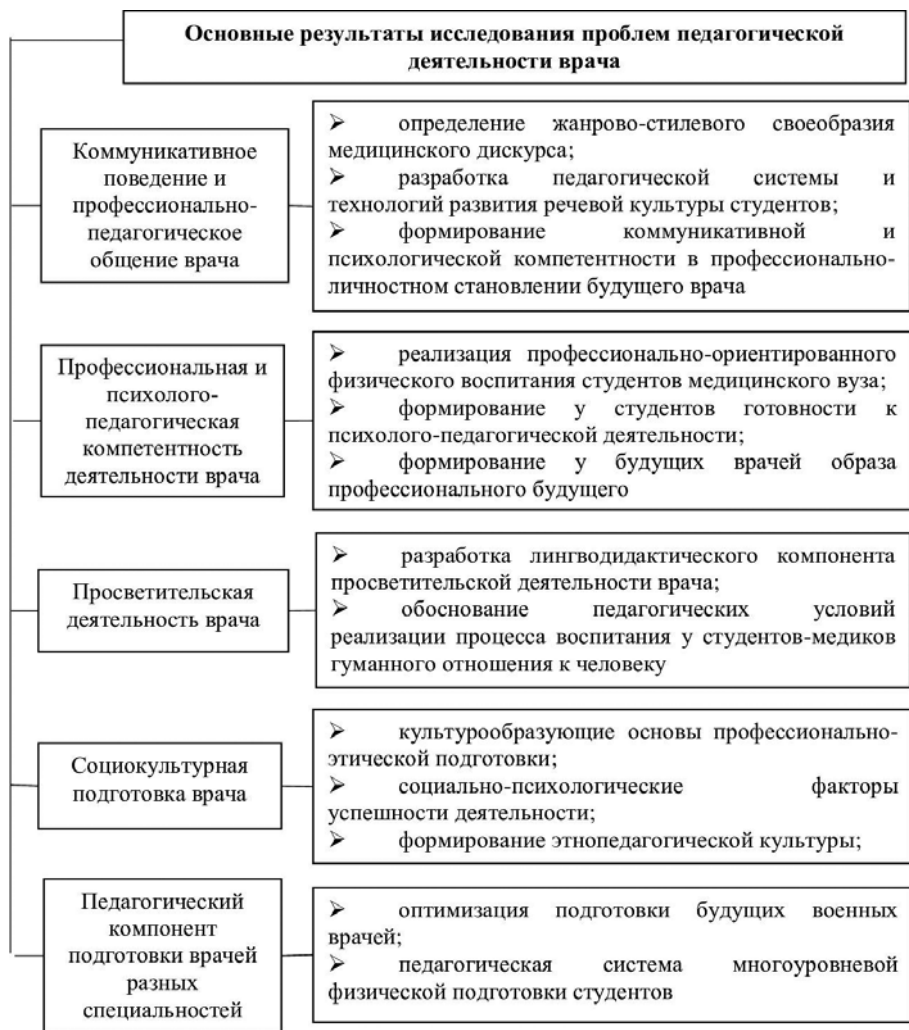 Основные результаты исследования проблем педагогической
деятельности врача
Коммуникативное
поведение и
профессионально-
педагогическое
общение врача
➢ определение жанрово-стилевого своеобразия
медицинского дискурса;
➢ разработка педагогической системы и
технологий развития речевой культуры студентов;
➢ формирование коммуникативной и
психологической компетентности в профессионально-
личностном становлении будущего врача
Профессиональная и
психолого-
педагогическая
компетентность
деятельности врача
➢ реализация профессионально-ориентированного
физического воспитания студентов медицинского вуза;
➢ формирование у студентов готовности к
психолого-педагогической деятельности;
➢ формирование у будущих врачей образа
профессионального будущего
Просветительская
деятельность врача
➢ разработка лингводидактического компонента
просветительской деятельности врача;
➢ обоснование педагогических условий
реализации процесса воспитания у студентов-медиков
гуманного отношения к человеку
Социокультурная
подготовка врача
➢ культурообразующие основы профессионально-
этической подготовки;
➢ социально-психологические факторы
успешности деятельности;
➢ формирование этнопедагогической культуры;
Педагогический
компонент
подготовки врачей
разных
специальностей
➢ оптимизация подготовки будущих военных
врачей;
➢ педагогическая система многоуровневой
физической подготовки студентов